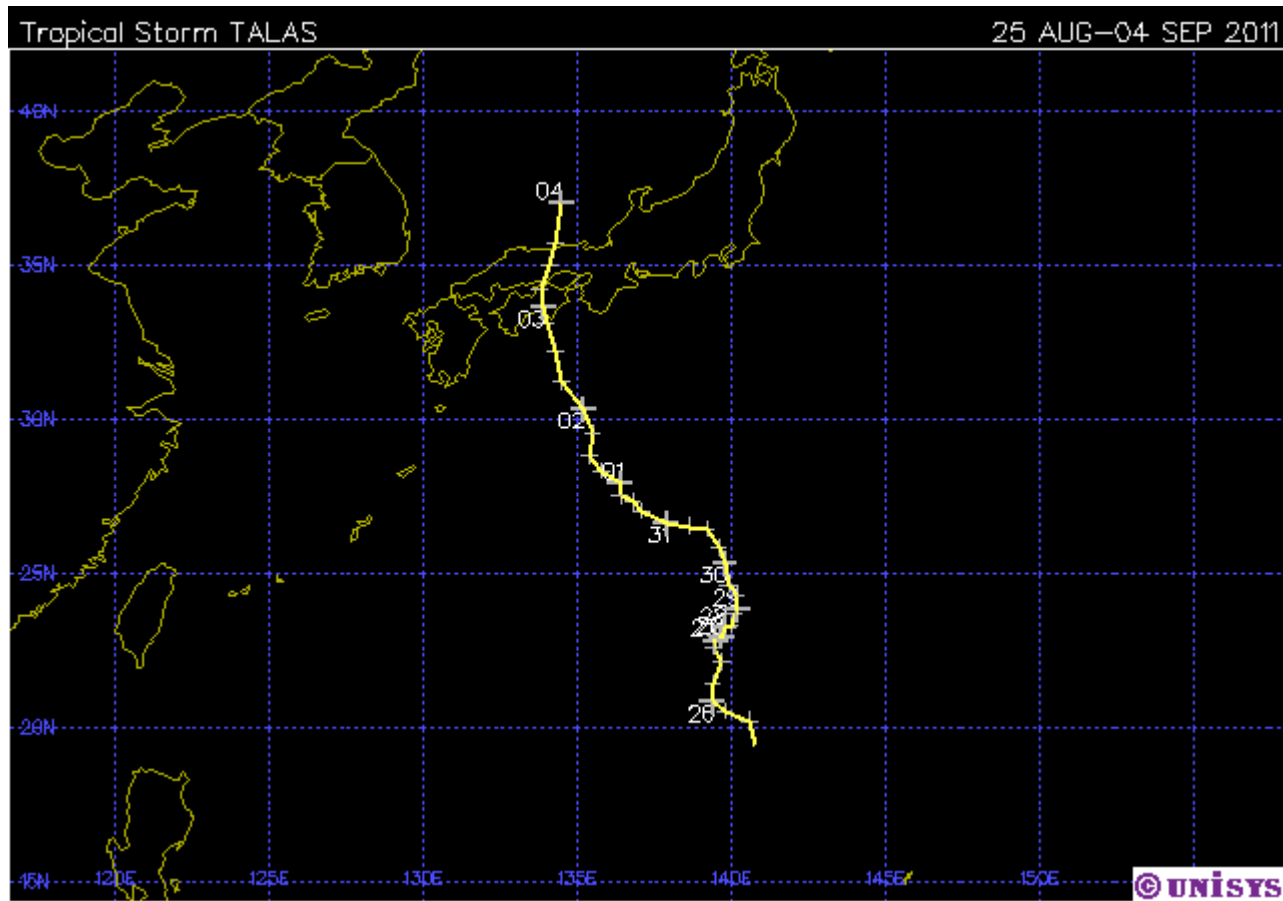 Tropical Storm TALAS 25 AUG-04 SEP 2011
40N
04
35N
03
30N
02
01
31
25N
30
29
26
20N
15N 120E 125E 130E 135E 140E 145E 150E
© UNISYS